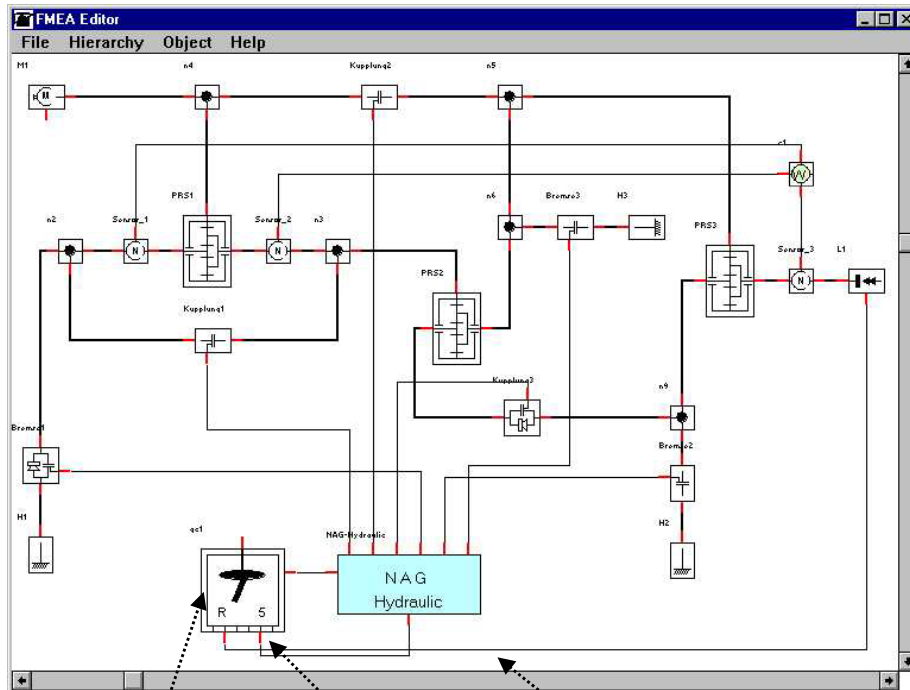 FMEA Editor
File Hierarchy Object Help
M1 n4 Kupplung2 n5
M
c1
PRS1 n6 Bremse3 H3
n2 Sensor_1 Sensor_2 n3 PRS3
N N Sensor_3 L1
PRS2 N
Kupplung1
Kupplung3 n9
Bremse1 Bremse2
H1 gc1 NAG-Hydraulic H2
NAG
Hydraulic
R 5